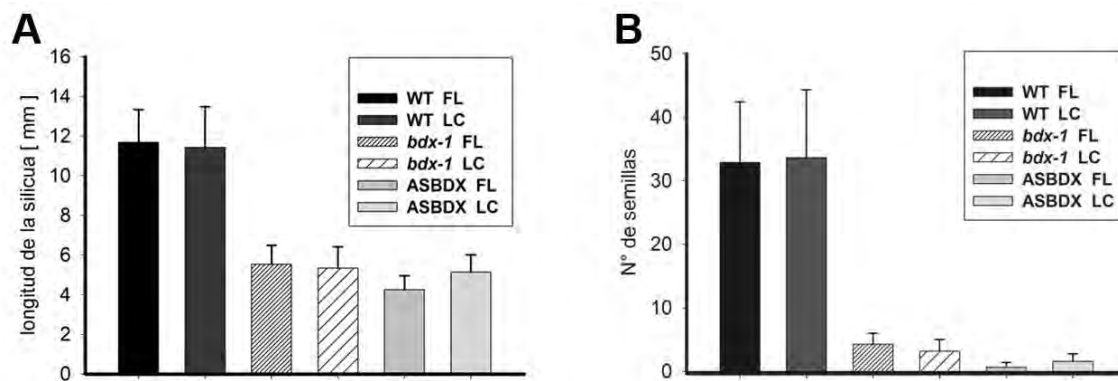 A
longitud de la silicua [ mm ]
16
14
12
10
8
6
4
2
0
WT FL
WT LC
bdx-1 FL
bdx-1 LC
ASBDX FL
ASBDX LC
B
N° de semillas
50
40
30
20
10
0
WT FL
WT LC
bdx-1 FL
bdx-1 LC
ASBDX FL
ASBDX LC